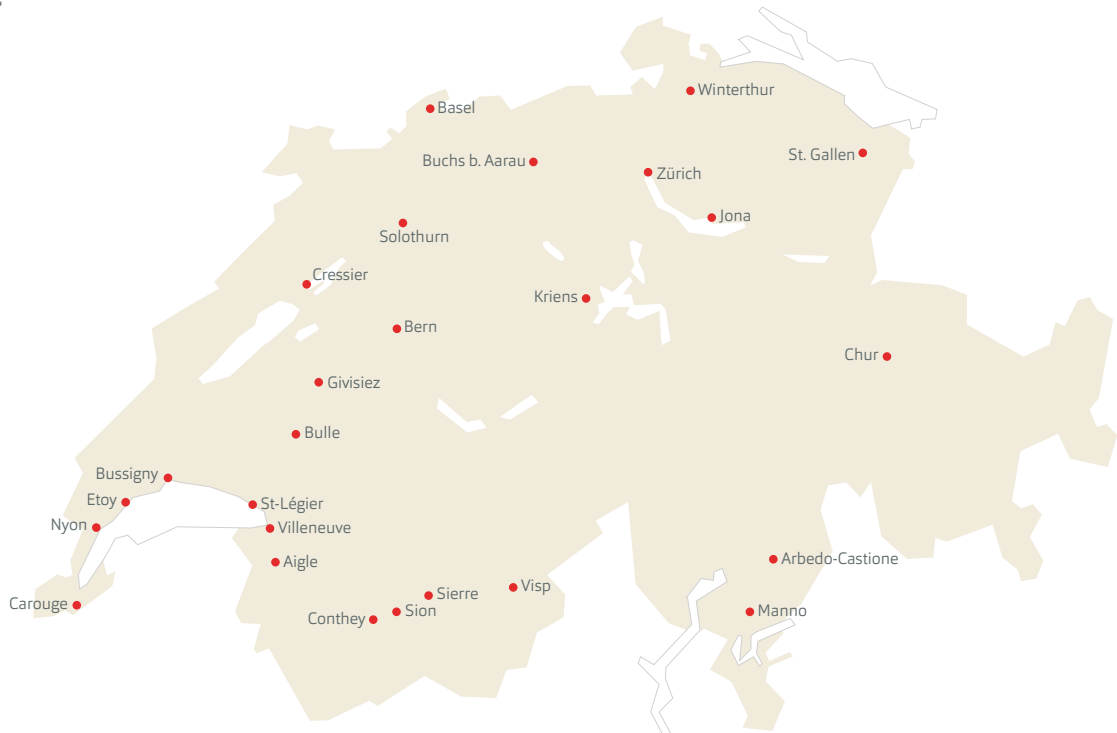 Winterthur
Basel
St. Gallen
Buchs b. Aarau
Zürich
Jona
Solothurn
Cressier
Kriens
Bern
Chur
Givisiez
Bulle
Bussigny
Etoy
St-Légier
Nyon
Villeneuve
Aigle
Arbedo-Castione
Visp
Sierre
Carouge
Sion
Manno
Conthey